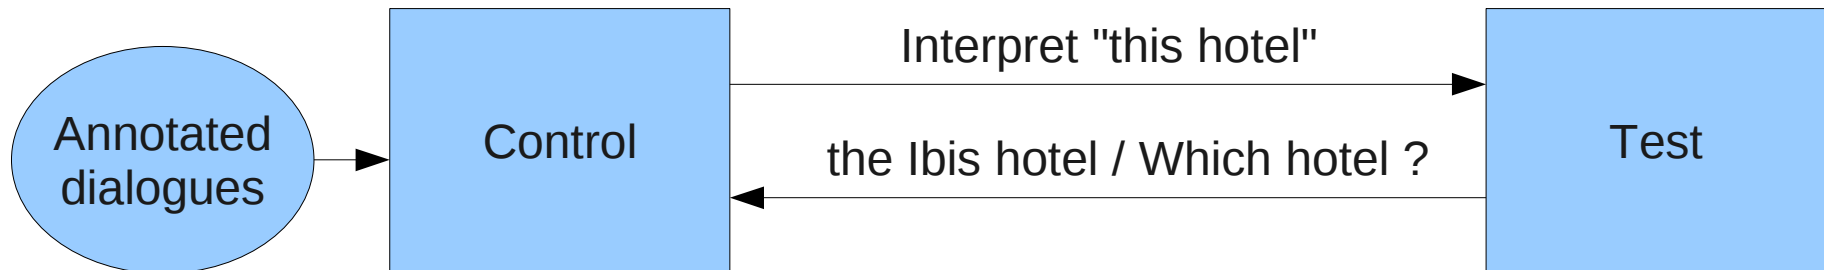 Annotated
dialogues
Control
Interpret "this hotel"
the Ibis hotel / Which hotel ?
Test